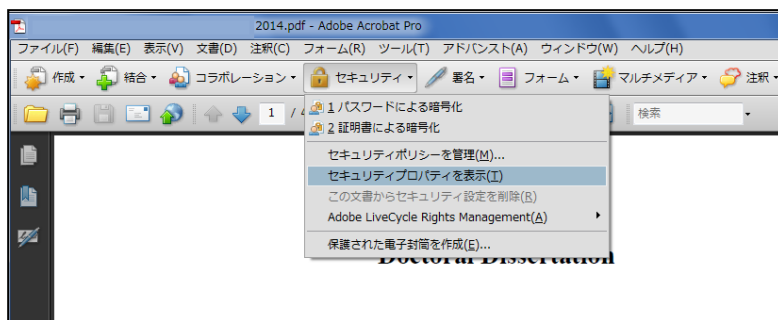 2014.pdf - Adobe Acrobat Pro
ファイル(F) 編集(E) 表示(V) 文書(D) 注釈(C) フォーム(R) ツール(T) アドバンスト(A) ウィンドウ(W) ヘルプ(H)
作成 結合 コラボレーション セキュリティ 署名 フォーム マルチメディア 注釈
1 / 検索
1 パスワードによる暗号化
2 証明書による暗号化
セキュリティポリシーを管理(M)...
セキュリティプロパティを表示(I)
この文書からセキュリティ設定を削除(R)
Adobe LiveCycle Rights Management(A)
保護された電子封筒を作成(E)...
Doctoral Dissertation